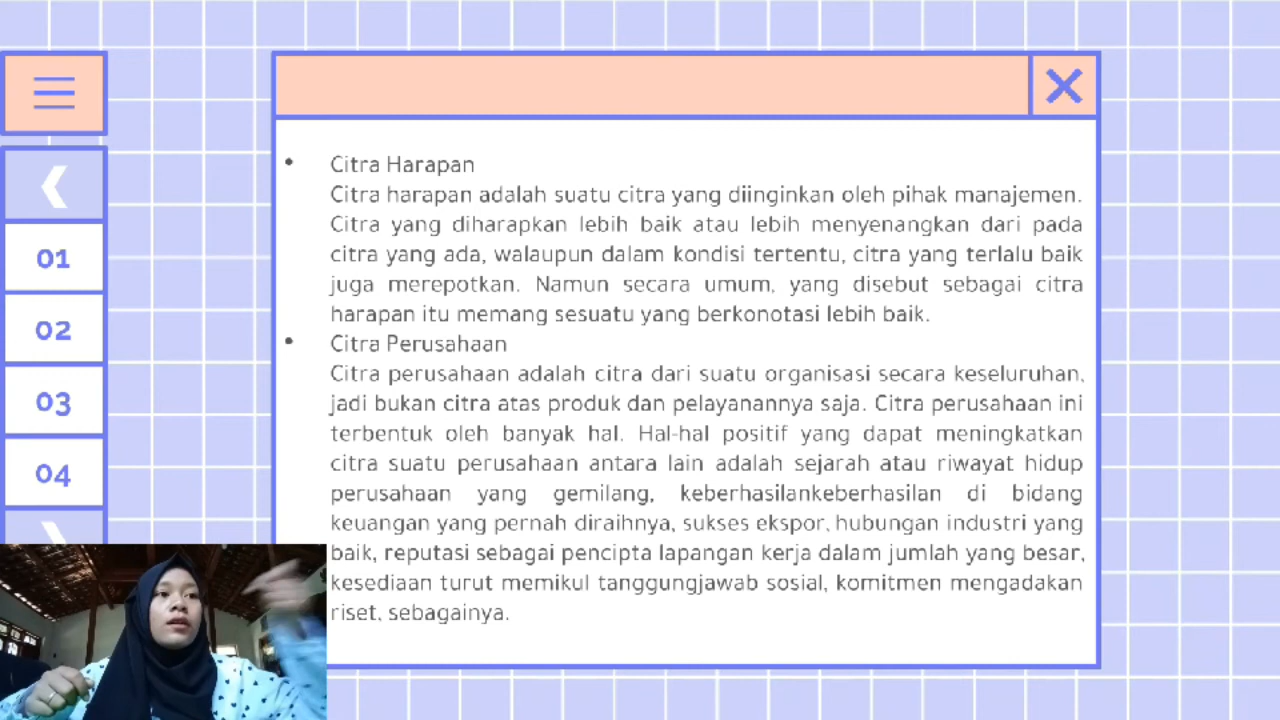 01
02
03
04
Citra Harapan
Citra harapan adalah suatu citra yang diinginkan oleh pihak manajemen.
Citra yang diharapkan lebih baik atau lebih menyenangkan dari pada
citra yang ada, walaupun dalam kondisi tertentu, citra yang terlalu baik
juga merepotkan. Namun secara umum, yang disebut sebagai citra
harapan itu memang sesuatu yang berkonotasi lebih baik.
Citra Perusahaan
Citra perusahaan adalah citra dari suatu organisasi secara keseluruhan,
jadi bukan citra atas produk dan pelayanannya saja. Citra perusahaan ini
terbentuk oleh banyak hal. Hal-hal positif yang dapat meningkatkan
citra suatu perusahaan antara lain adalah sejarah atau riwayat hidup
perusahaan yang gemilang, keberhasilankeberhasilan di bidang
keuangan yang pernah diraihnya, sukses ekspor, hubungan industri yang
baik, reputasi sebagai pencipta lapangan kerja dalam jumlah yang besar,
kesediaan turut memikul tanggungjawab sosial, komitmen mengadakan
riset, sebagainya.